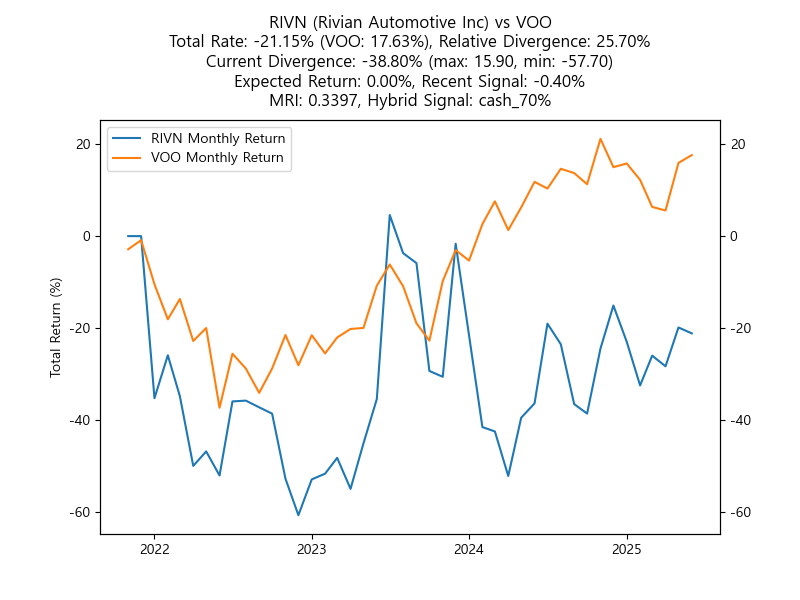 RIVN (Rivian Automotive Inc) vs VOO
Total Rate: -21.15% (VOO: 17.63%), Relative Divergence: 25.70%
Current Divergence: -38.80% (max: 15.90, min: -57.70)
Expected Return: 0.00%, Recent Signal: -0.40%
MRI: 0.3397, Hybrid Signal: cash_70%
RIVN Monthly Return
VOO Monthly Return
Total Return (%)
20
0
-20
-40
-60
20
0
-20
-40
-60
2022
2023
2024
2025